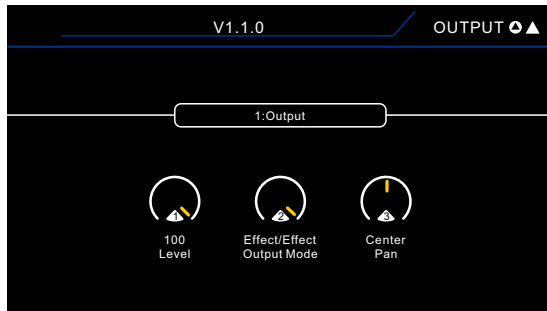 V1.1.0
OUTPUT
1:Output
1
2
3
100
Level
Effect/Effect
Output Mode
Center
Pan